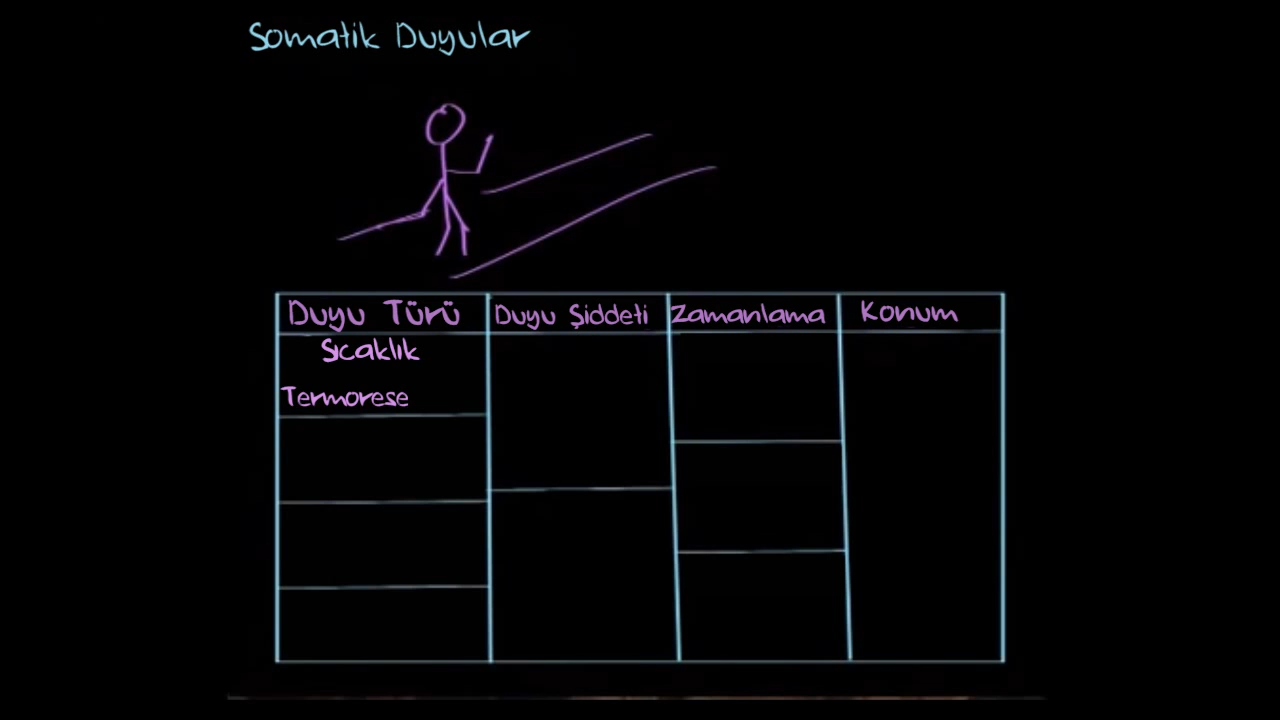 Somatik Duyular
Duyu Türü Duyu Şiddeti Zamanlama Konum
Sıcaklık
Termorese